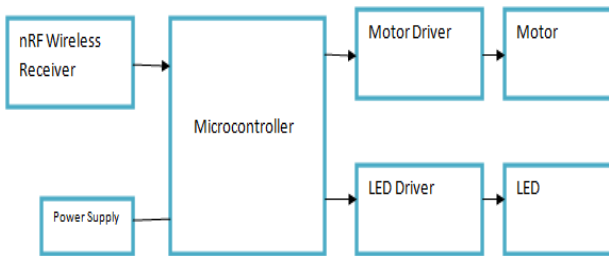 nRF Wireless
Receiver
Microcontroller
Motor Driver
Motor
Power Supply
LED Driver
LED